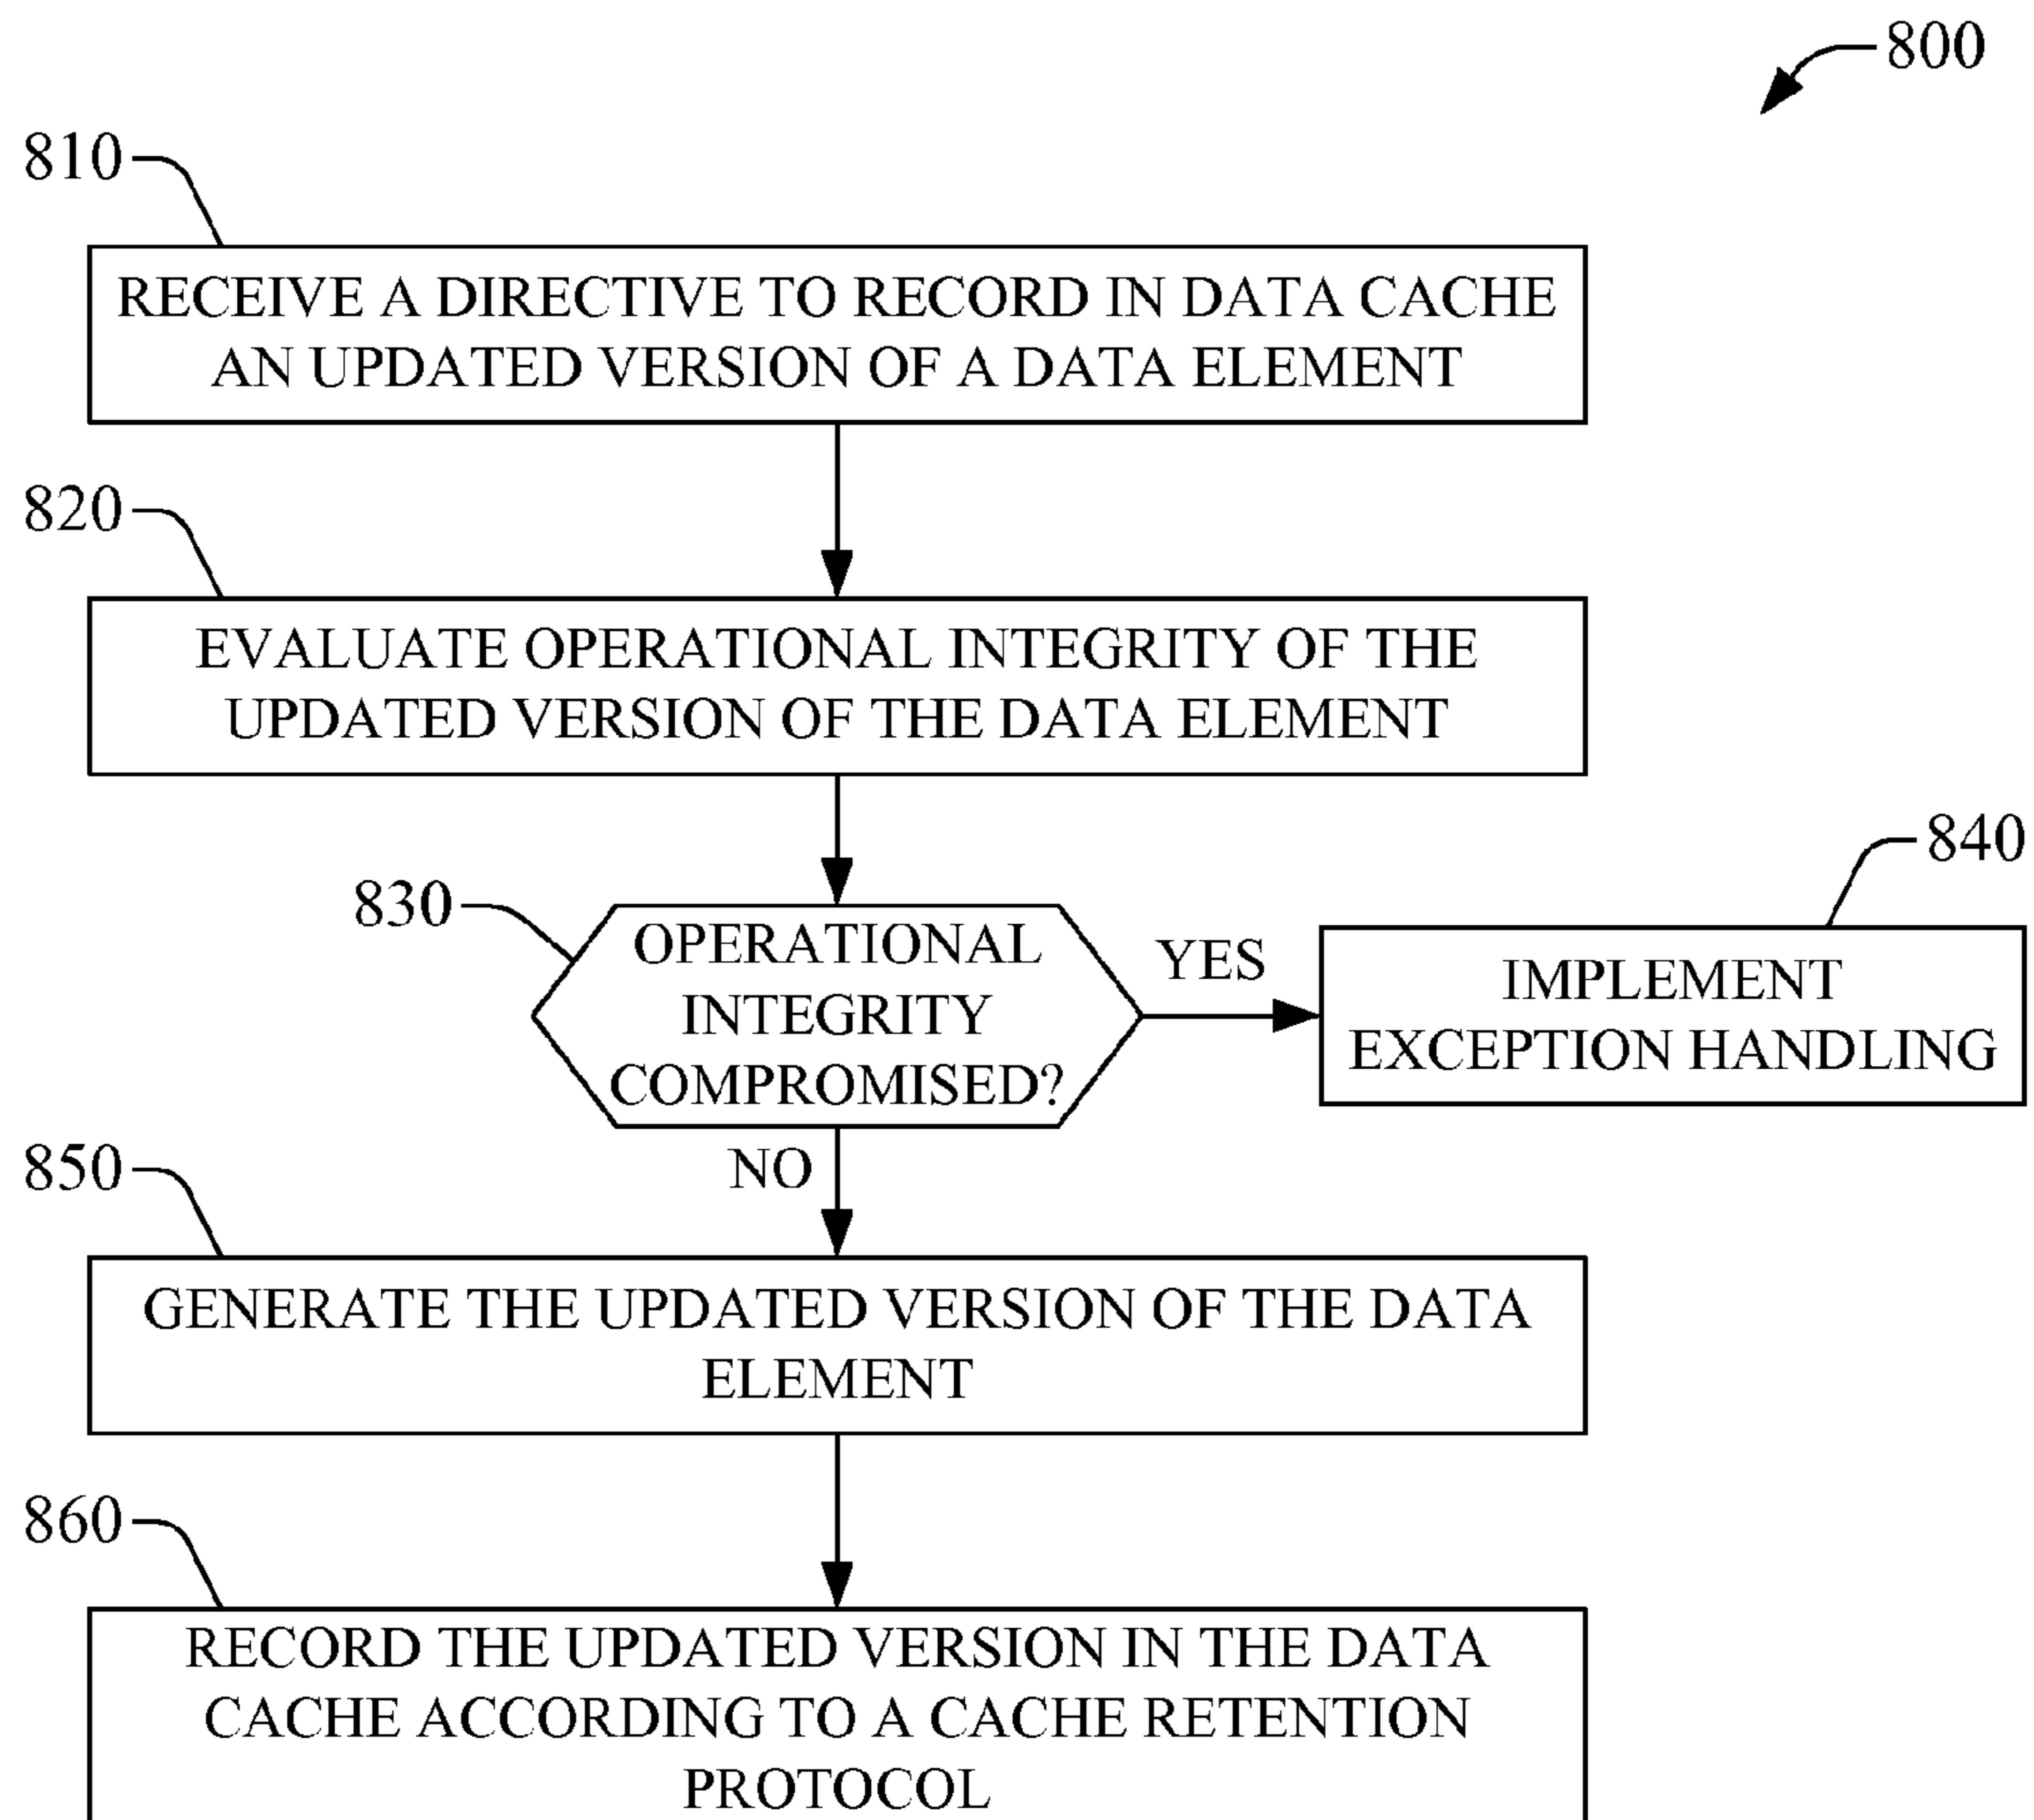 800
810
RECEIVE A DIRECTIVE TO RECORD IN DATA CACHE
AN UPDATED VERSION OF A DATA ELEMENT
820
EVALUATE OPERATIONAL INTEGRITY OF THE
UPDATED VERSION OF THE DATA ELEMENT
830
OPERATIONAL
INTEGRITY
COMPROMISED?
YES
840
IMPLEMENT
EXCEPTION HANDLING
NO
850
GENERATE THE UPDATED VERSION OF THE DATA
ELEMENT
860
RECORD THE UPDATED VERSION IN THE DATA
CACHE ACCORDING TO A CACHE RETENTION
PROTOCOL